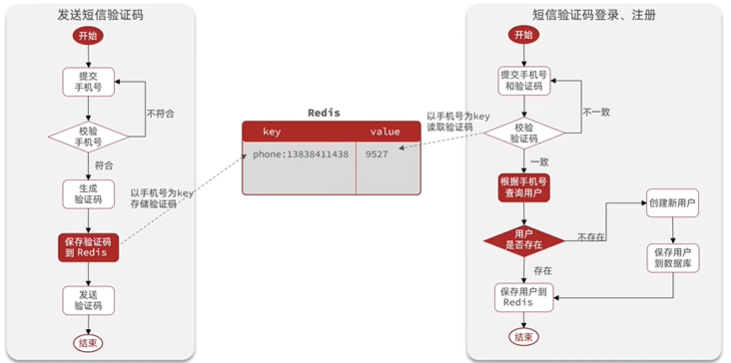 发送短信验证码
开始
提交
手机号
不符合
校验
手机号
符合
生成
验证码
以手机号为key
存储验证码
保存验证码
到 Redis
发送
验证码
结束
Redis
key value
phone:13838411438 9527
以手机号为key
读取验证码
短信验证码登录、注册
开始
提交手机号
和验证码
不一致
校验
验证码
一致
根据手机号
查询用户
用户
是否存在
不存在
创建新用户
保存用户
到数据库
存在
保存用户到
Redis
结束